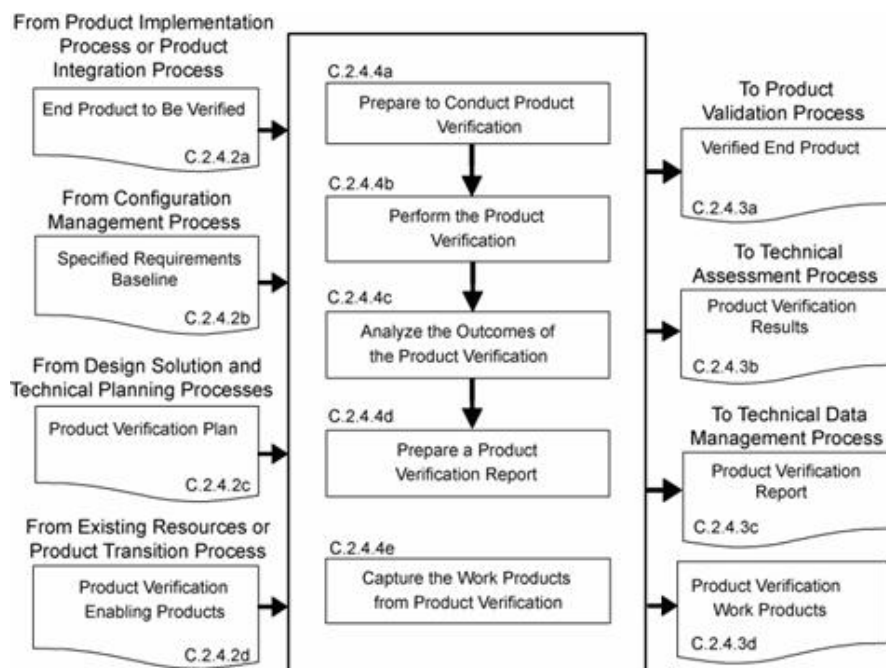 From Product Implementation
Process or Product
Integration Process
End Product to Be Verified
C.2.4.2a
From Configuration
Management Process
Specified Requirements
Baseline
C.2.4.2b
From Design Solution and
Technical Planning Processes
Product Verification Plan
C.2.4.2c
From Existing Resources or
Product Transition Process
Product Verification
Enabling Products
C.2.4.2d
C.2.4.4a
Prepare to Conduct Product
Verification
C.2.4.4b
Perform the Product
Verification
C.2.4.4c
Analyze the Outcomes of
the Product Verification
C.2.4.4d
Prepare a Product
Verification Report
C.2.4.4e
Capture the Work Products
from Product Verification
To Product
Validation Process
Verified End Product
C.2.4.3a
To Technical
Assessment Process
Product Verification
Results
C.2.4.3b
To Technical Data
Management Process
Product Verification
Report
C.2.4.3c
Product Verification
Work Products
C.2.4.3d